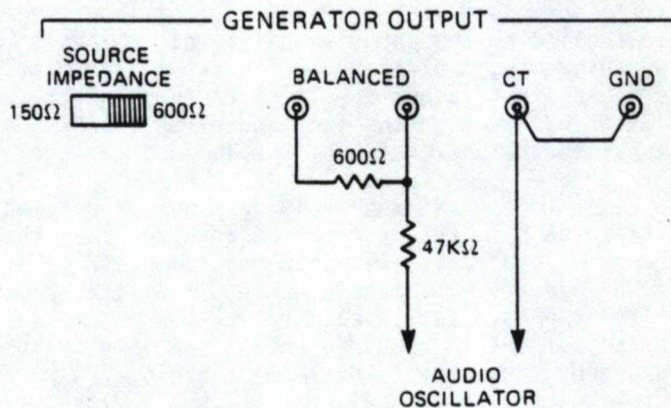 GENERATOR OUTPUT
SOURCE
IMPEDANCE
150Ω
600Ω
BALANCED
CT
GND
600Ω
47KΩ
AUDIO
OSCILLATOR